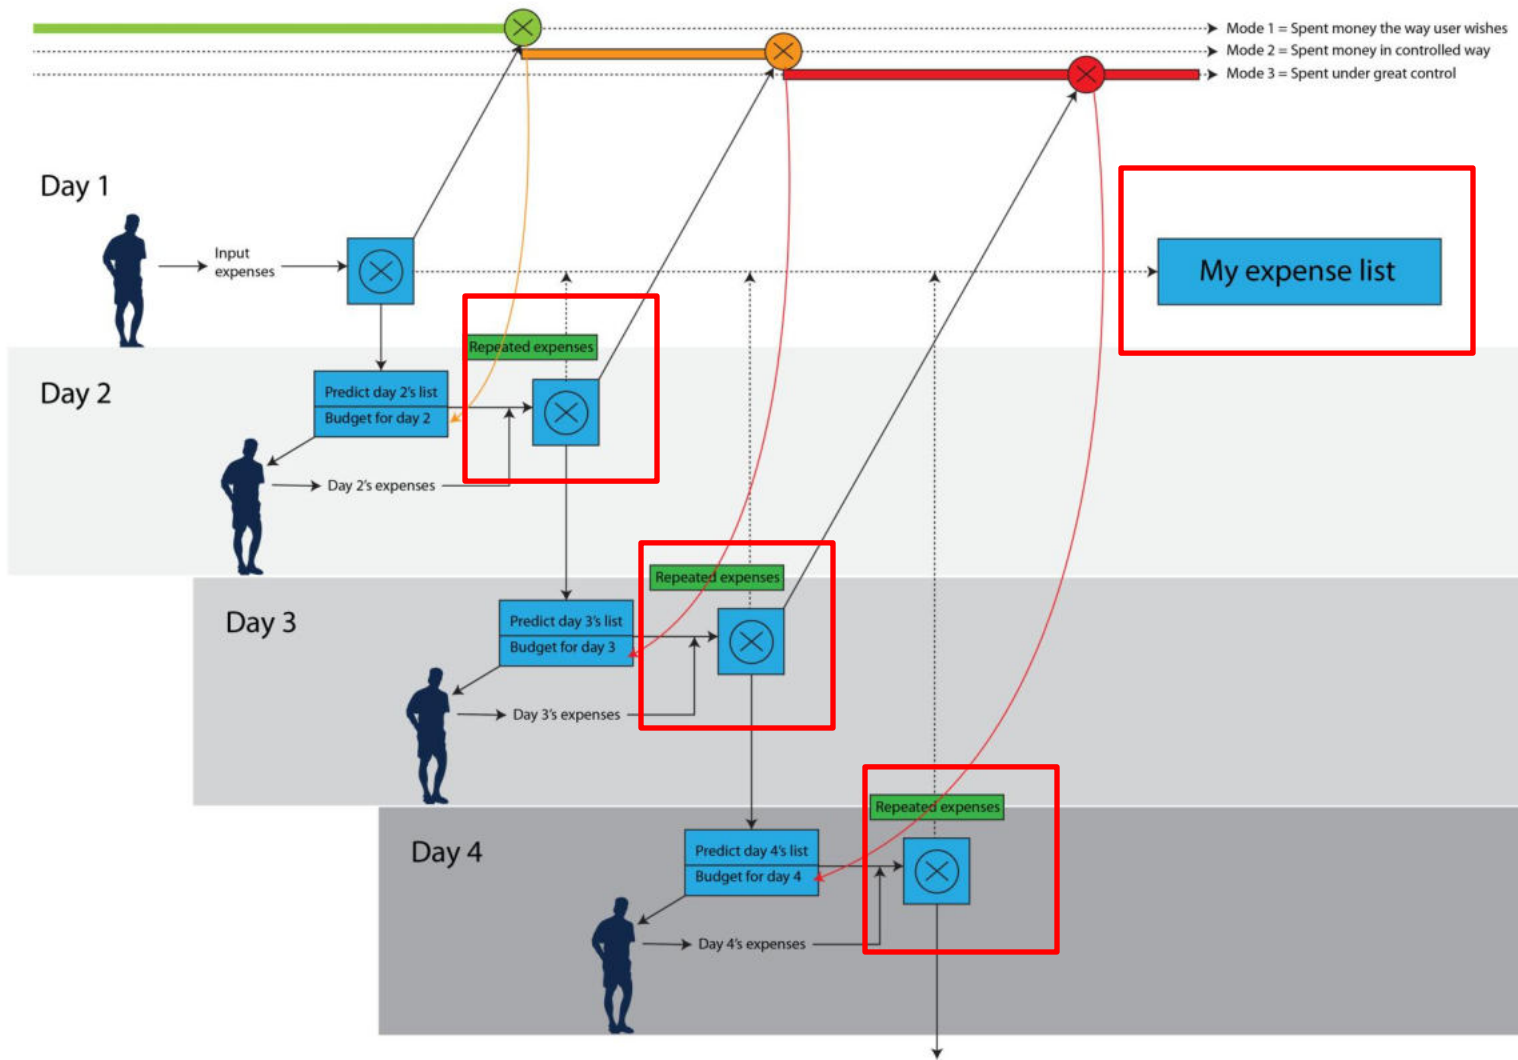 Mode 1 = Spent money the way user wishes
Mode 2 = Spent money in controlled way
Mode 3 = Spent under great control
Day 1
Input
expenses
My expense list
Repeated expenses
Day 2
Predict day 2's list
Budget for day 2
Day 2's expenses
Repeated expenses
Day 3
Predict day 3's list
Budget for day 3
Day 3's expenses
Repeated expenses
Day 4
Predict day 4's list
Budget for day 4
Day 4's expenses